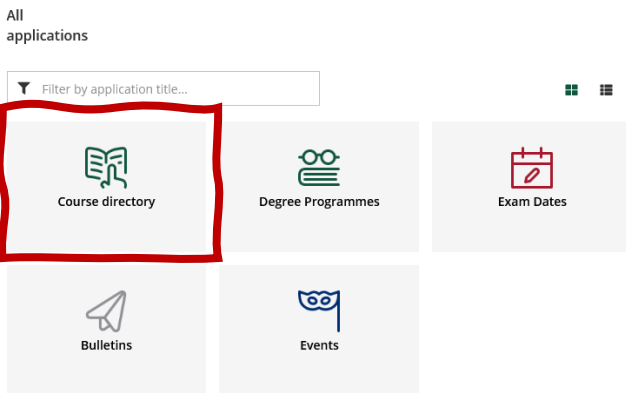 All
applications
Filter by application title...
Course directory
Degree Programmes
Exam Dates
Bulletins
Events